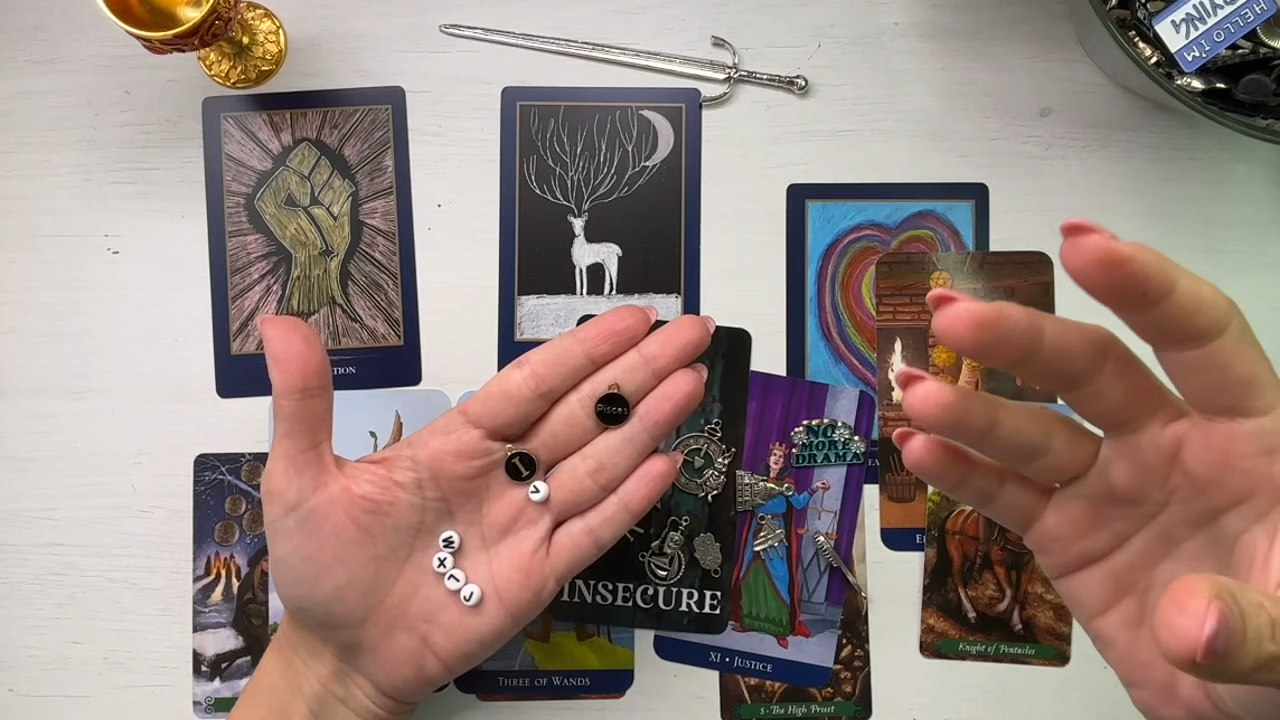 HELLO I'M
TION
Pisces
I
V
W
X
L
J
NO
MORE
DRAMA
INSECURE
XI • JUSTICE
THREE OF WANDS
Knight of Pentacles
5 • The High Priest